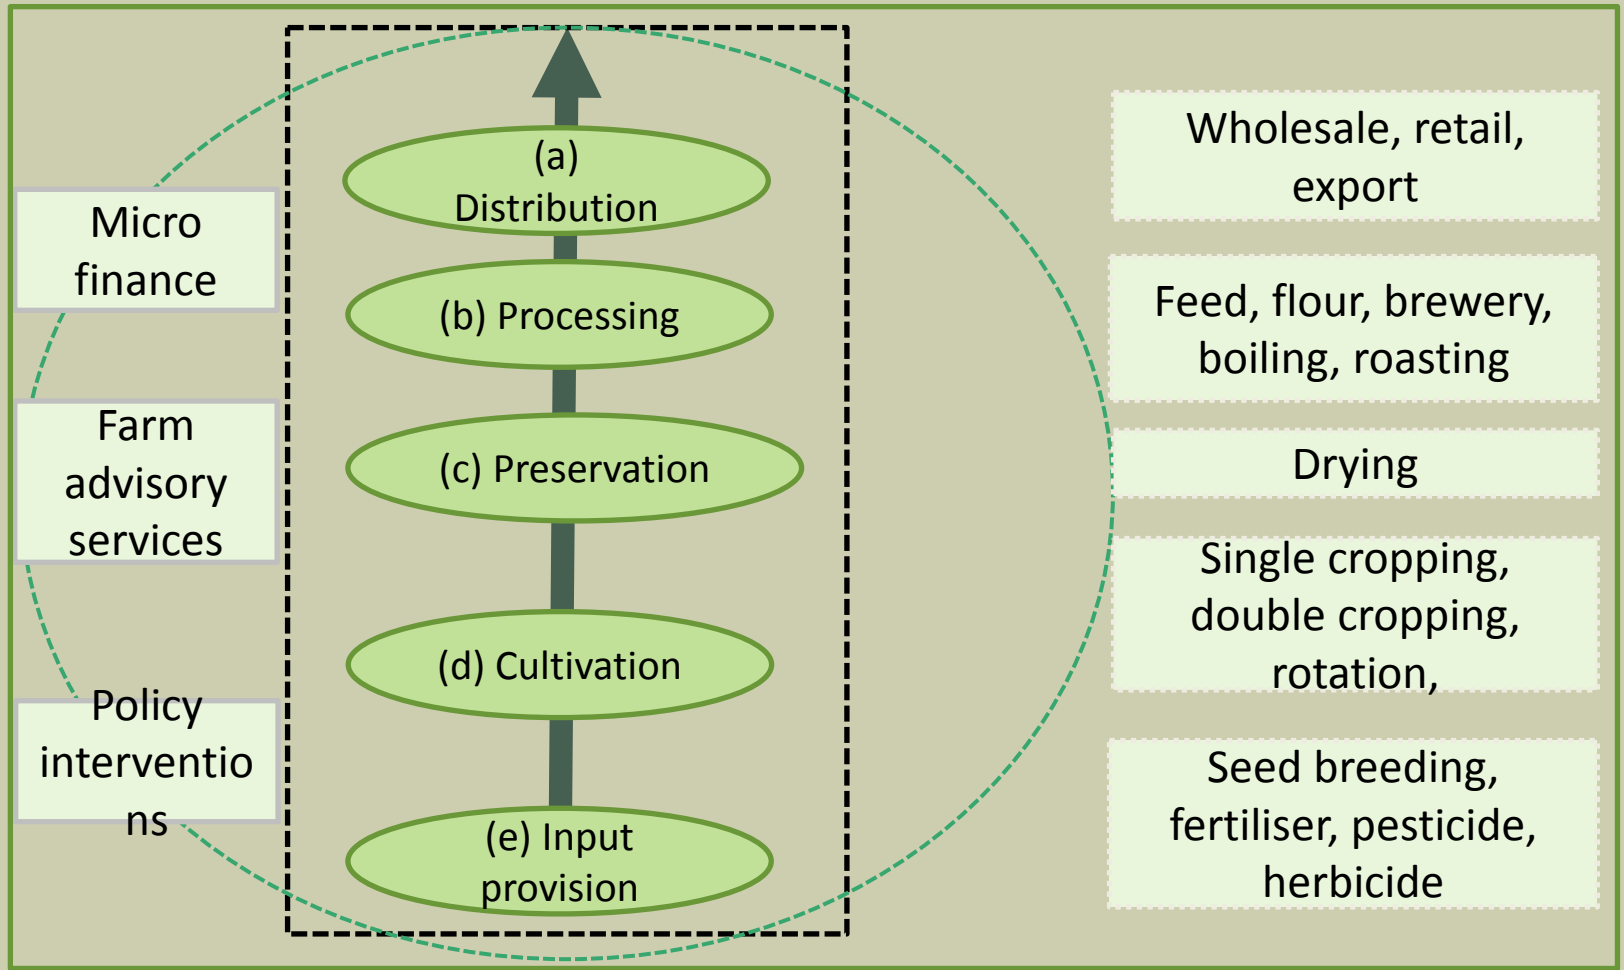 Micro
finance
Farm
advisory
services
Policy
interventio
ns
(a)
Distribution
(b) Processing
(c) Preservation
(d) Cultivation
(e) Input
provision
Wholesale, retail,
export
Feed, flour, brewery,
boiling, roasting
Drying
Single cropping,
double cropping,
rotation,
Seed breeding,
fertiliser, pesticide,
herbicide